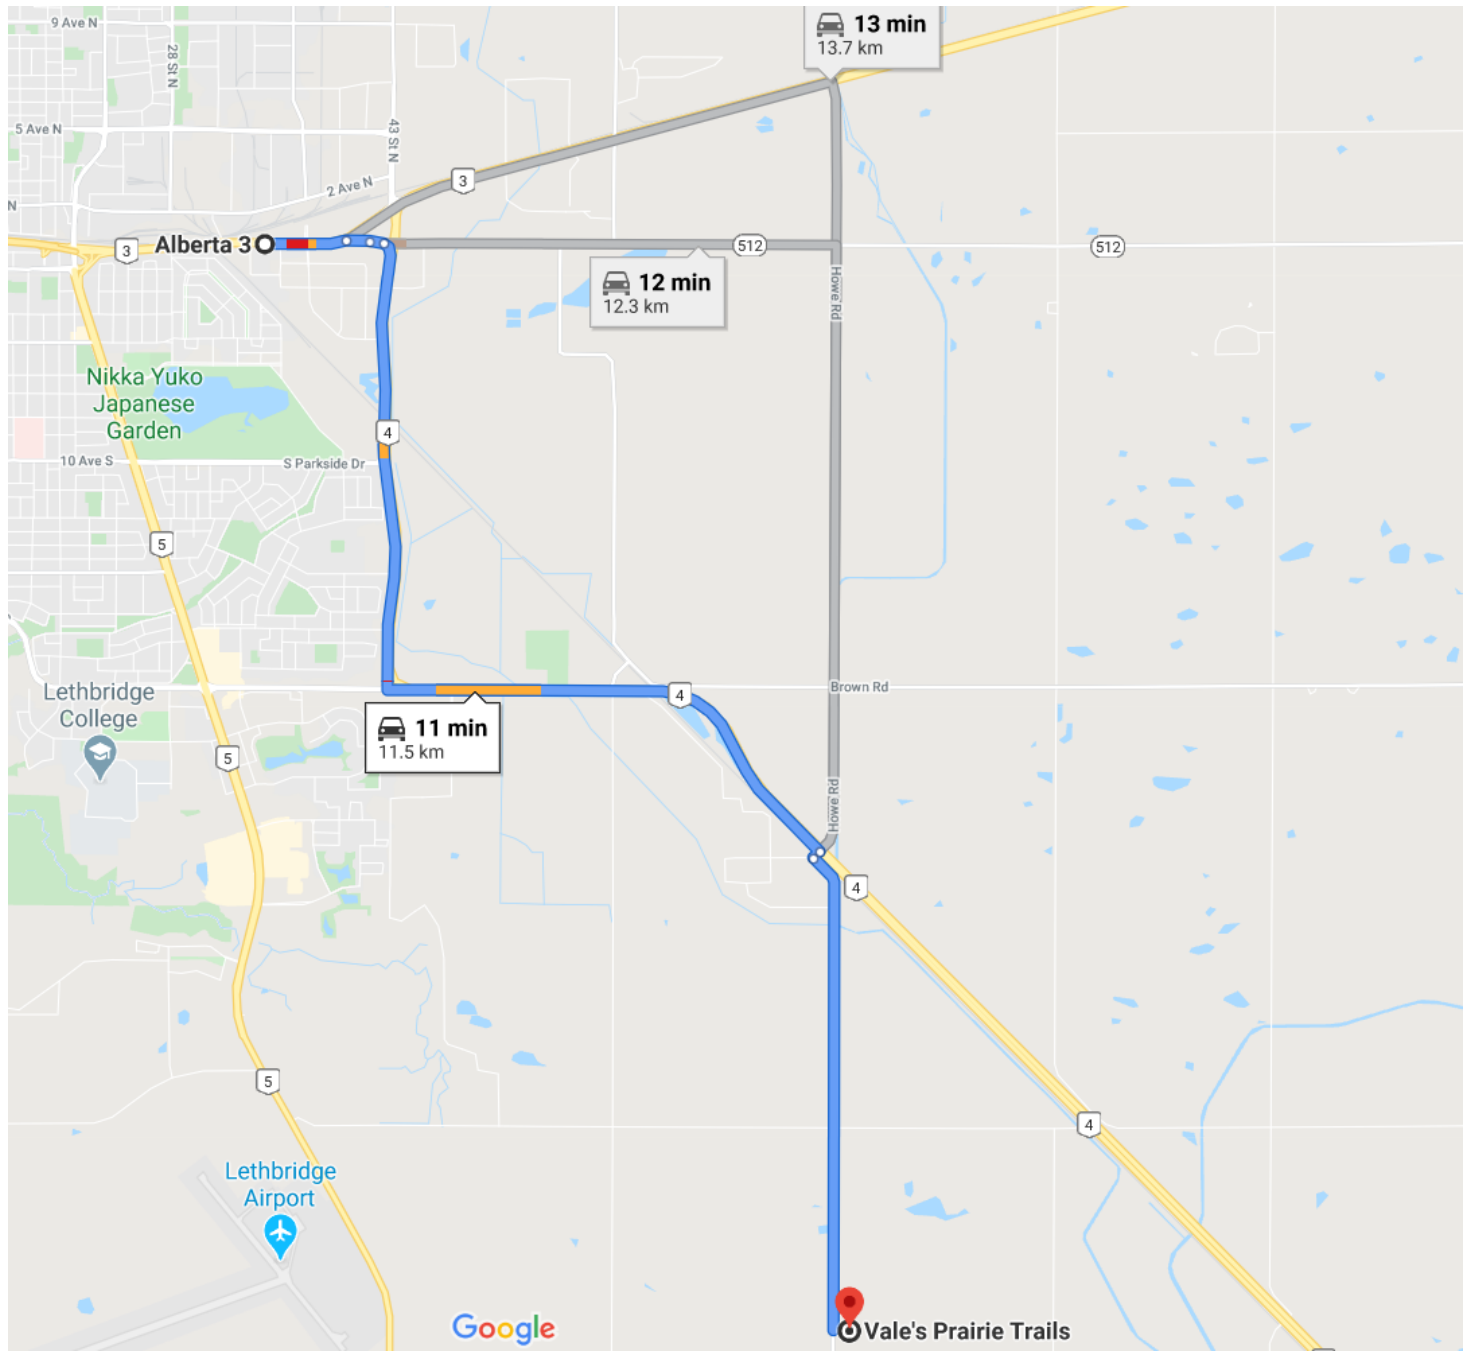 9 Ave N
28 St N
13 min
13.7 km
5 Ave N
43 St N
2 Ave N
3
N
3
Alberta 3
512
512
12 min
12.3 km
Howe Rd
Nikka Yuko
Japanese
Garden
4
10 Ave S
S Parkside Dr
5
Lethbridge
College
4
Brown Rd
11 min
11.5 km
5
Howe Rd
4
5
4
Lethbridge
Airport
Google
Vale's Prairie Trails